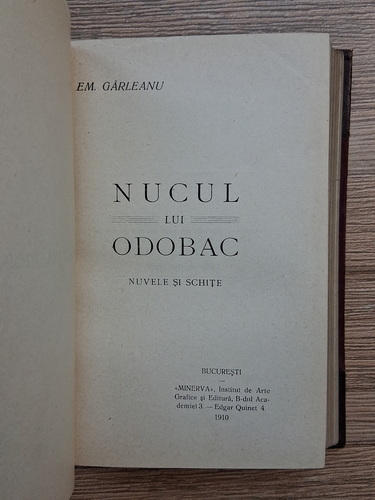 EM. GÂRLEANU
NUCUL
LUI
ODOBAC
NUVELE ȘI SCHIȚE
BUCUREȘTI
«MINERVA», Institut de Arte
Grafice și Editură, B-dul Aca-
demiei 3. — Edgar Quinet 4
1910